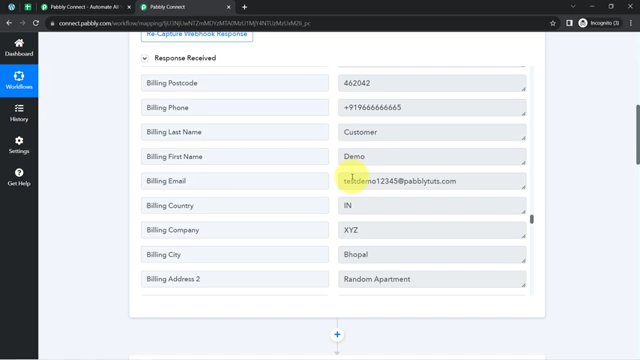 Pabbly Connect - Automate All
Pabbly Connect
connect.pabbly.com/workflow/mapping/
Incognito (3)
Re-Capture Webhook Response
Response Received
Dashboard
Workflows
History
Settings
Get Help
Billing Postcode 462042
Billing Phone +919666666665
Billing Last Name Customer
Billing First Name Demo
Billing Email testdemo12345@pabblytuts.com
Billing Country IN
Billing Company XYZ
Billing City Bhopal
Billing Address 2 Random Apartment